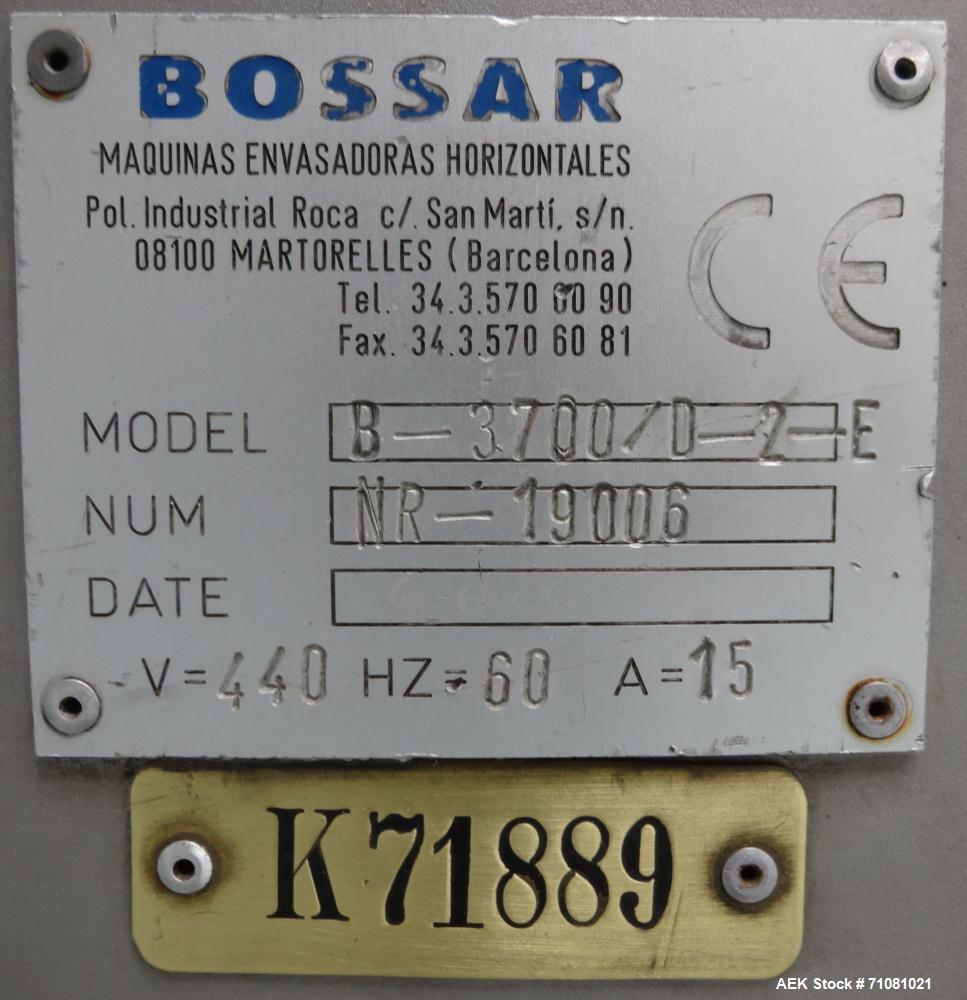 BOSSAR
MAQUINAS ENVASADORAS HORIZONTALES
Pol. Industrial Roca c/. San Martí, s/n.
08100 MARTORELLES (Barcelona)
Tel. 34.3.570 60 90
Fax. 34.3.570 60 81
CE
MODEL B-3700/D-2-E
NUM NR-19006
DATE
V=440 HZ=60 A=15
K71889
AEK Stock # 71081021